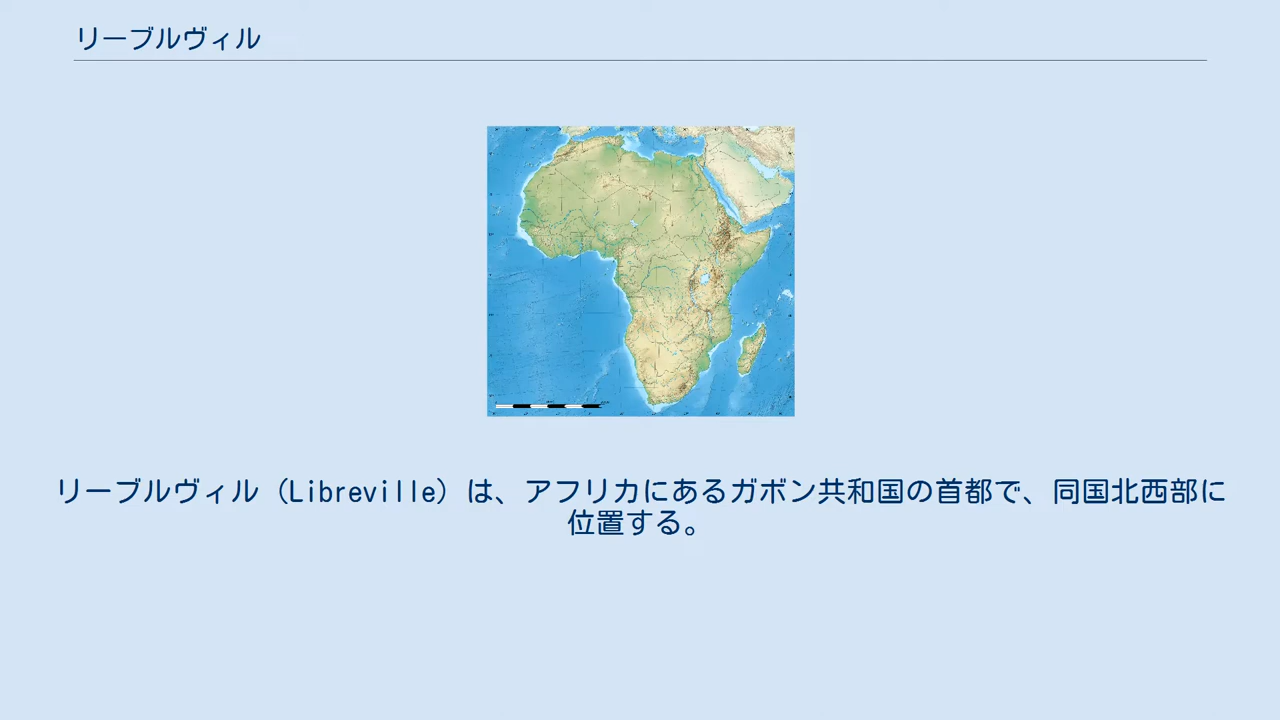 リーブルヴィル
リーブルヴィル（Libreville）は、アフリカにあるガボン共和国の首都で、同国北西部に
位置する。